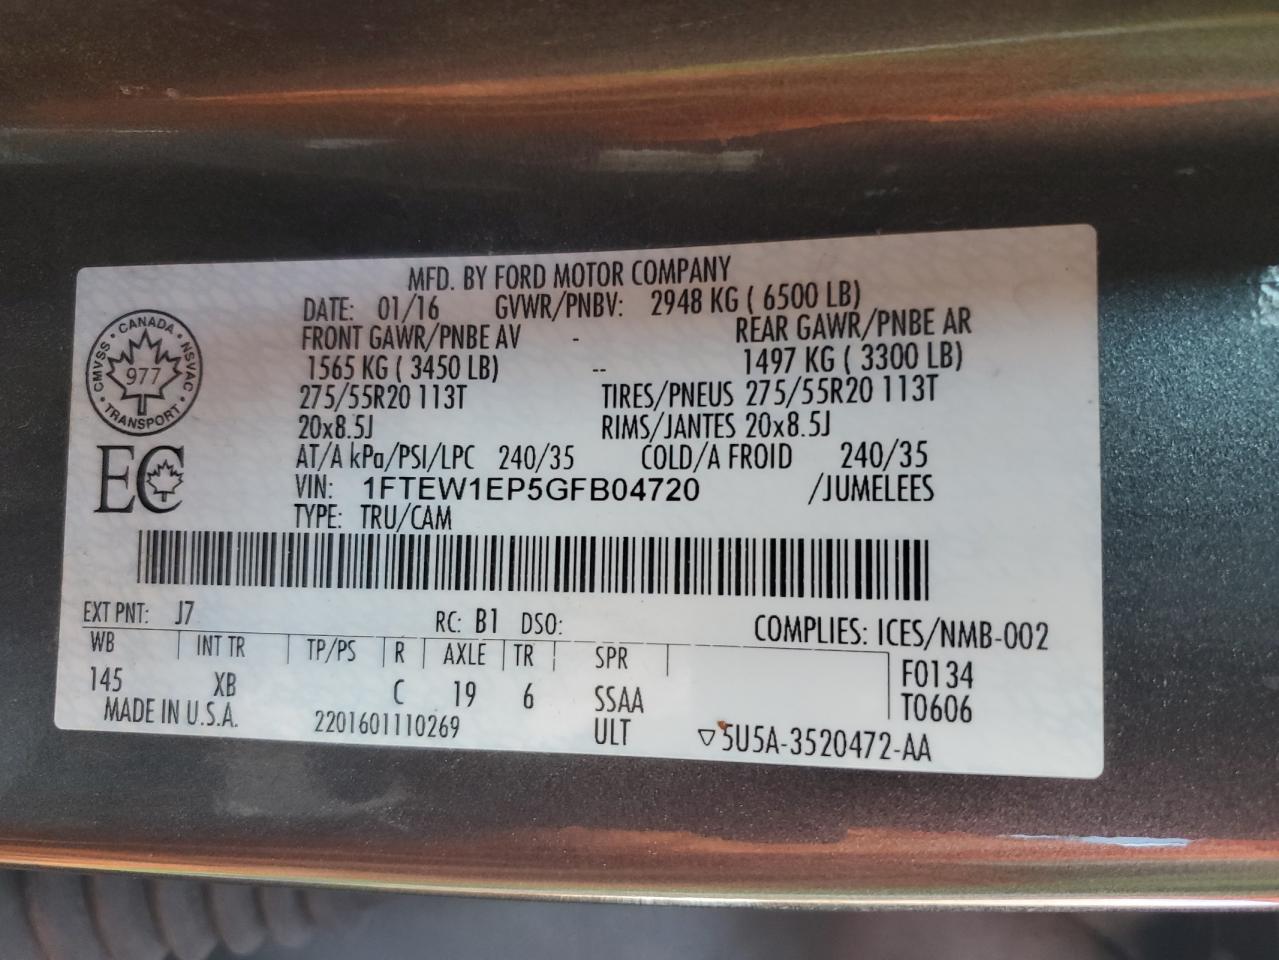 MFD. BY FORD MOTOR COMPANY
DATE: 01/16 GVWR/PNBV: 2948 KG ( 6500 LB)
FRONT GAWR/PNBE AV - REAR GAWR/PNBE AR
1565 KG ( 3450 LB) -- 1497 KG ( 3300 LB)
275/55R20 113T TIRES/PNEUS 275/55R20 113T
20x8.5J RIMS/JANTES 20x8.5J
AT/A kPa/PSI/LPC 240/35 COLD/A FROID 240/35
VIN: 1FTEW1EP5GFB04720 /JUMELEES
TYPE: TRU/CAM
CMVSS • CANADA • NSVAC
977
• TRANSPORT •
EC
EXT PNT: J7 RC: B1 DSO: COMPLIES: ICES/NMB-002
WB INT TR TP/PS R AXLE TR SPR F0134
145 XB C 19 6 SSAA T0606
MADE IN U.S.A. 2201601110269 ULT ▽5U5A-3520472-AA